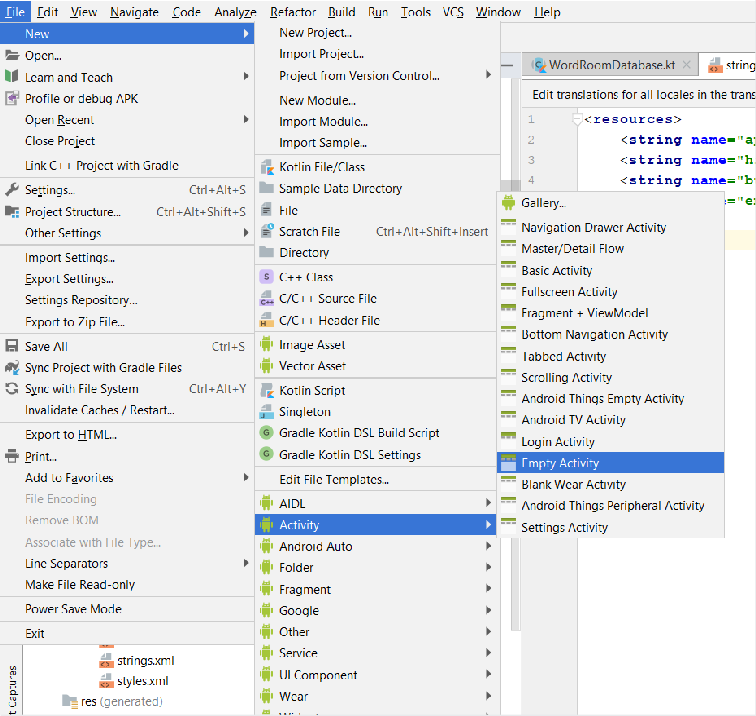 File Edit View Navigate Code Analyze Refactor Build Run Tools VCS Window Help
New
Open...
Learn and Teach
Profile or debug APK
Open Recent
Close Project
Link C++ Project with Gradle
Settings... Ctrl+Alt+S
Project Structure... Ctrl+Alt+Shift+S
Other Settings
Import Settings...
Export Settings...
Settings Repository...
Export to Zip File...
Save All Ctrl+S
Sync Project with Gradle Files
Sync with File System Ctrl+Alt+Y
Invalidate Caches / Restart...
Export to HTML...
Print...
Add to Favorites
File Encoding
Remove BOM
Associate with File Type...
Line Separators
Make File Read-only
Power Save Mode
Exit
strings.xml
styles.xml
res (generated)
t Captures
New Project...
Import Project...
Project from Version Control...
New Module...
Import Module...
Import Sample...
Kotlin File/Class
Sample Data Directory
File
Scratch File Ctrl+Alt+Shift+Insert
Directory
S C++ Class
C++ C/C++ Source File
H C/C++ Header File
Image Asset
Vector Asset
Kotlin Script
Singleton
G Gradle Kotlin DSL Build Script
G Gradle Kotlin DSL Settings
Edit File Templates...
AIDL
Activity
Android Auto
Folder
Fragment
Google
Other
Service
UI Component
Wear
WordRoomDatabase.kt
string
Edit translations for all locales in the trans
1 <resources>
2 <string name="a
3 <string name="h
4 <string name="b
="e
Gallery...
Navigation Drawer Activity
Master/Detail Flow
Basic Activity
Fullscreen Activity
Fragment + ViewModel
Bottom Navigation Activity
Tabbed Activity
Scrolling Activity
Android Things Empty Activity
Android TV Activity
Login Activity
Empty Activity
Blank Wear Activity
Android Things Peripheral Activity
Settings Activity